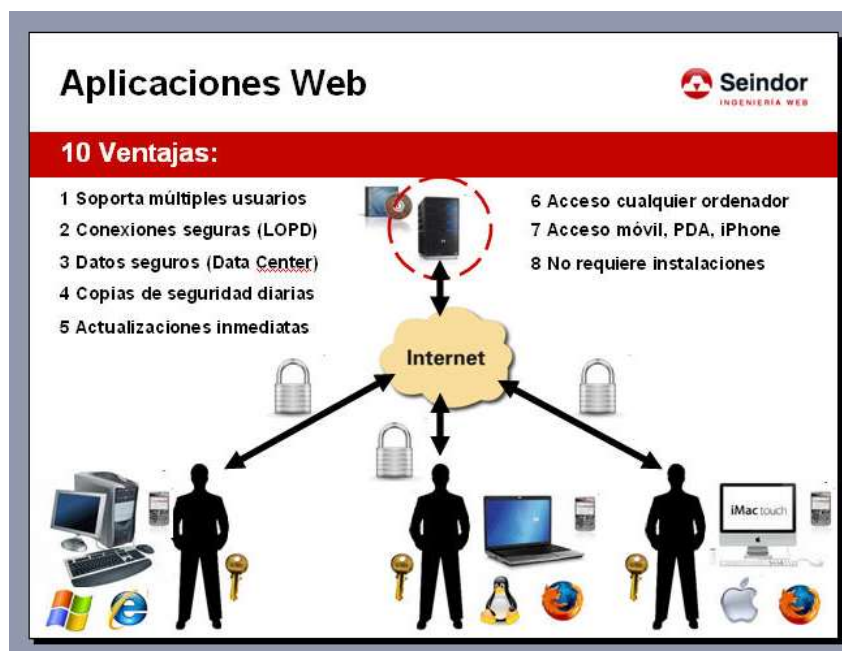 Aplicaciones Web
Seindor
INGENIERÍA WEB
10 Ventajas:
1 Soporta múltiples usuarios
2 Conexiones seguras (LOPD)
3 Datos seguros (Data Center)
4 Copias de seguridad diarias
5 Actualizaciones inmediatas
6 Acceso cualquier ordenador
7 Acceso móvil, PDA, iPhone
8 No requiere instalaciones
Internet
iMac touch